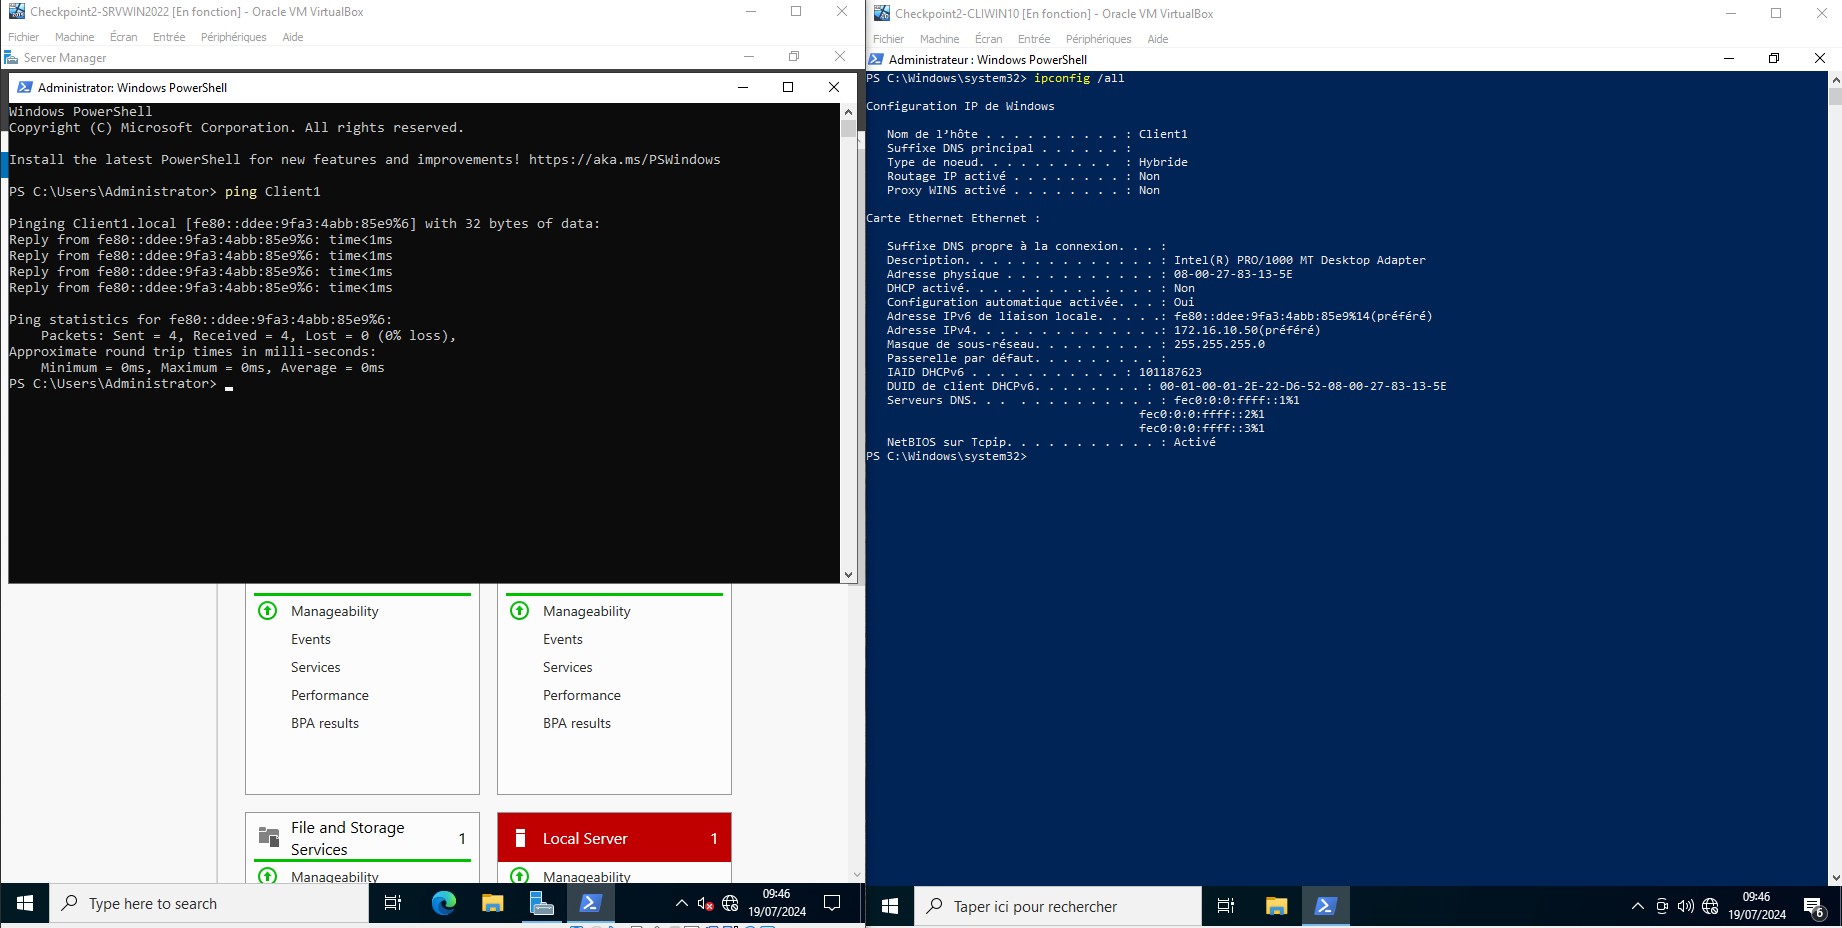 Checkpoint2-SRVWIN2022 [En fonction] - Oracle VM VirtualBox
Fichier Machine Écran Entrée Périphériques Aide
Server Manager
Administrator: Windows PowerShell
Windows PowerShell
Copyright (C) Microsoft Corporation. All rights reserved.
Install the latest PowerShell for new features and improvements! https://aka.ms/PSWindows
PS C:\Users\Administrator> ping Client1
Pinging Client1.local [fe80::ddee:9fa3:4abb:85e9%6] with 32 bytes of data:
Reply from fe80::ddee:9fa3:4abb:85e9%6: time<1ms
Reply from fe80::ddee:9fa3:4abb:85e9%6: time<1ms
Reply from fe80::ddee:9fa3:4abb:85e9%6: time<1ms
Reply from fe80::ddee:9fa3:4abb:85e9%6: time<1ms
Ping statistics for fe80::ddee:9fa3:4abb:85e9%6:
Packets: Sent = 4, Received = 4, Lost = 0 (0% loss),
Approximate round trip times in milli-seconds:
Minimum = 0ms, Maximum = 0ms, Average = 0ms
PS C:\Users\Administrator>
Manageability
Events
Services
Performance
BPA results
Manageability
Events
Services
Performance
BPA results
File and Storage Services 1
Manageability
Local Server 1
Manageability
Type here to search
09:46
19/07/2024
Checkpoint2-CLIWIN10 [En fonction] - Oracle VM VirtualBox
Fichier Machine Écran Entrée Périphériques Aide
Administrateur : Windows PowerShell
PS C:\Windows\system32> ipconfig /all
Configuration IP de Windows
Nom de l’hôte . . . . . . . . . . : Client1
Suffixe DNS principal . . . . . . :
Type de noeud. . . . . . . . . .  : Hybride
Routage IP activé . . . . . . . . : Non
Proxy WINS activé . . . . . . . . : Non
Carte Ethernet Ethernet :
Suffixe DNS propre à la connexion. . . :
Description. . . . . . . . . . . . . . : Intel(R) PRO/1000 MT Desktop Adapter
Adresse physique . . . . . . . . . . . : 08-00-27-83-13-5E
DHCP activé. . . . . . . . . . . . . . : Non
Configuration automatique activée. . . : Oui
Adresse IPv6 de liaison locale. . . . .: fe80::ddee:9fa3:4abb:85e9%14(préféré)
Adresse IPv4. . . . . . . . . . . . . .: 172.16.10.50(préféré)
Masque de sous-réseau. . . . . . . . . : 255.255.255.0
Passerelle par défaut. . . . . . . . . :
IAID DHCPv6 . . . . . . . . . . . : 101187623
DUID de client DHCPv6. . . . . . . . : 00-01-00-01-2E-22-D6-52-08-00-27-83-13-5E
Serveurs DNS. . .  . . . . . . . . . . : fec0:0:0:ffff::1%1
fec0:0:0:ffff::2%1
fec0:0:0:ffff::3%1
NetBIOS sur Tcpip. . . . . . . . . . . : Activé
PS C:\Windows\system32>
Taper ici pour rechercher
09:46
19/07/2024
6